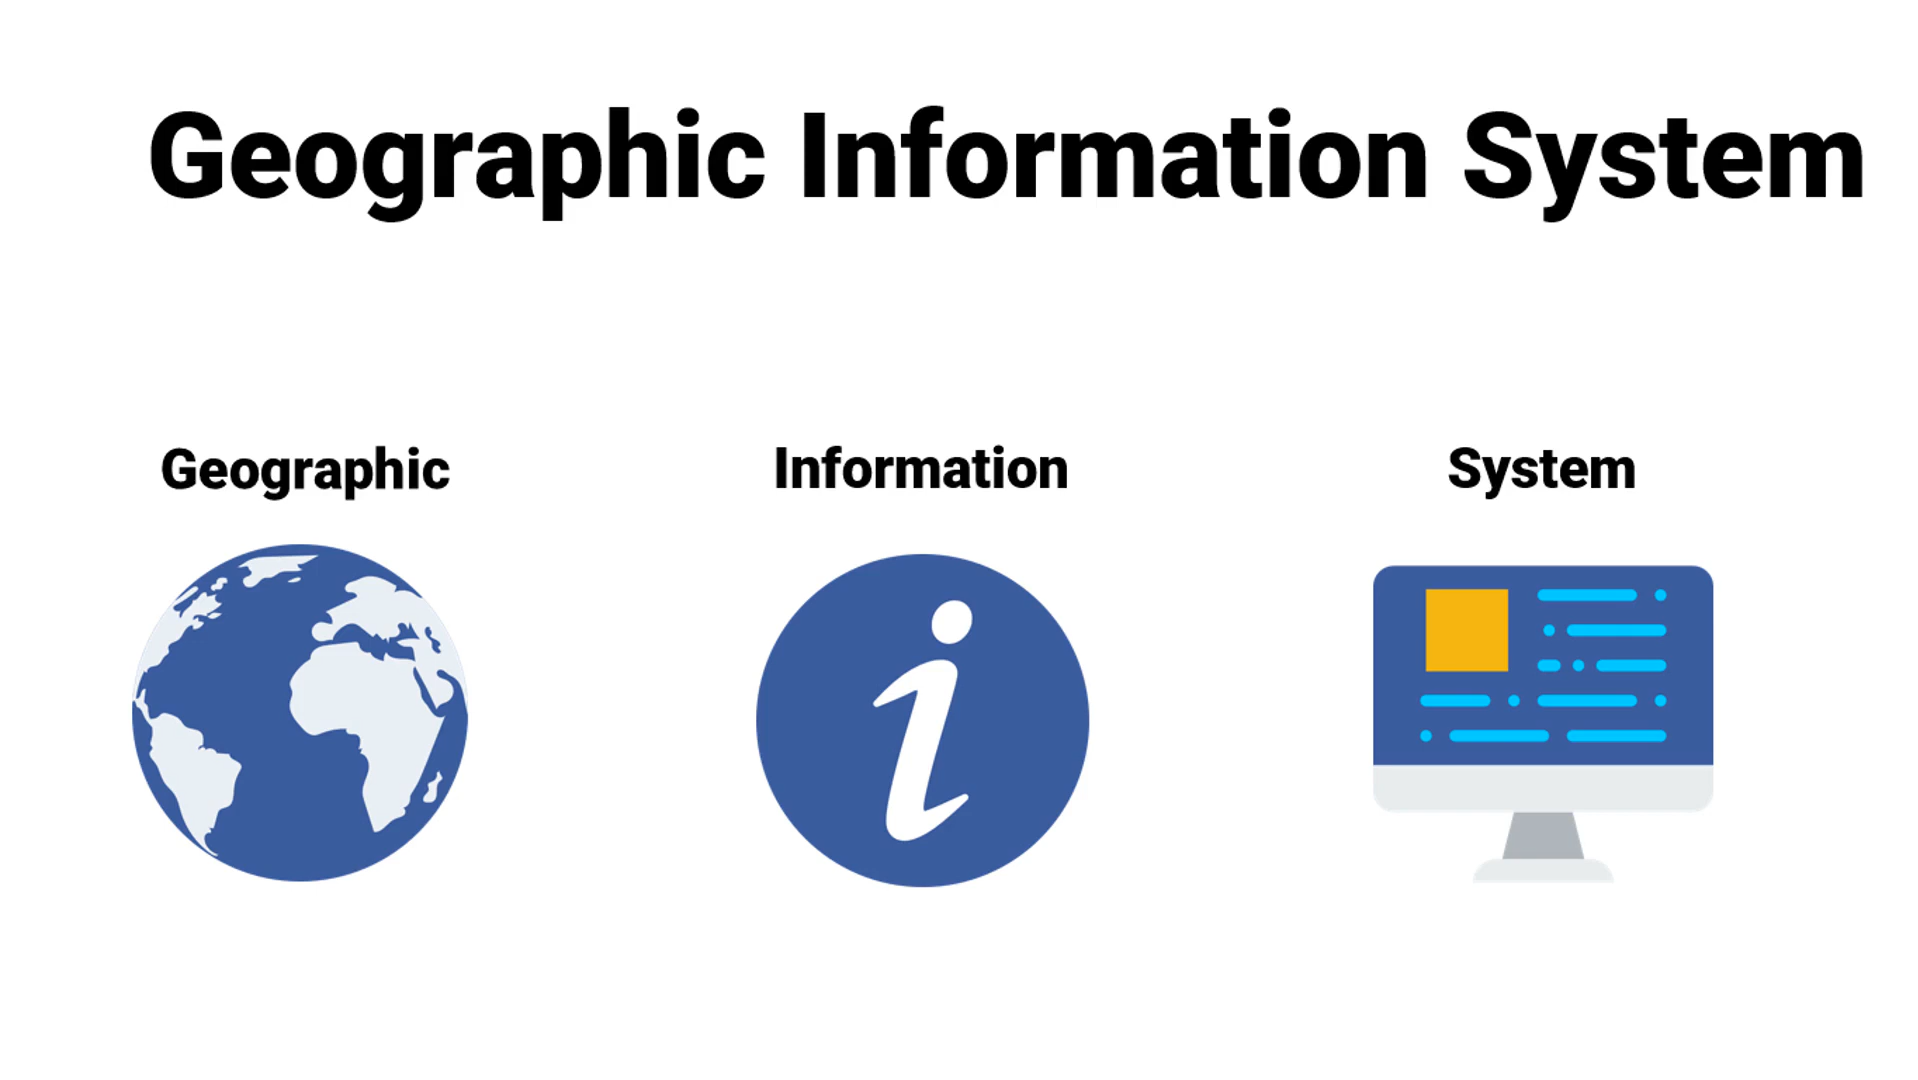 Geographic Information System
Geographic
Information
System